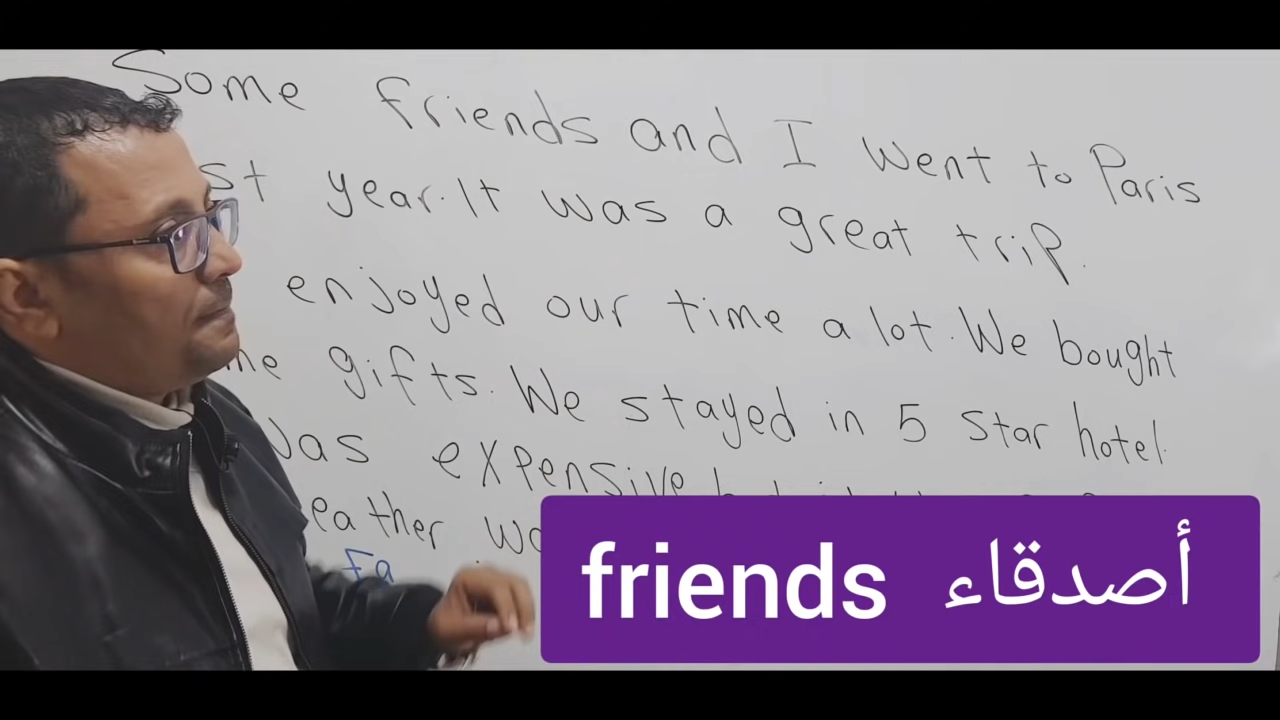 Some friends and I went to Paris
st year. It was a great trip.
enjoyed our time a lot. We bought
me gifts. We stayed in 5 star hotel.
was expensive
eather
Fa
friends أصدقاء